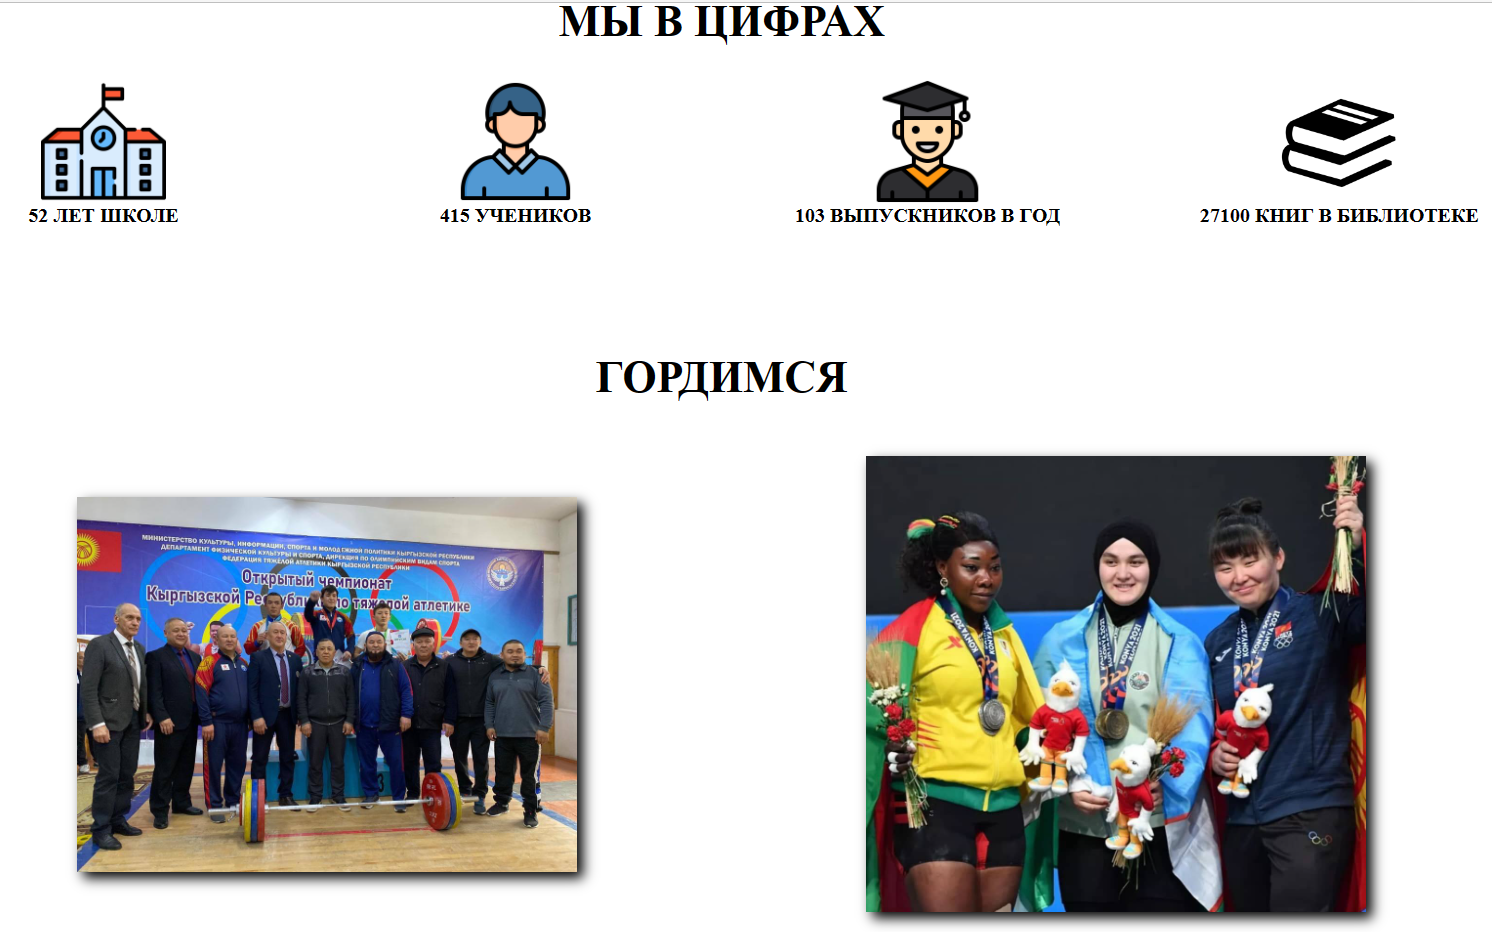 МЫ В ЦИФРАХ
52 ЛЕТ ШКОЛЕ
415 УЧЕНИКОВ
103 ВЫПУСКНИКОВ В ГОД
27100 КНИГ В БИБЛИОТЕКЕ
ГОРДИМСЯ
МИНИСТЕРСТВО КУЛЬТУРЫ, ИНФОРМАЦИИ, СПОРТА И МОЛОДЕЖНОЙ ПОЛИТИКИ КЫРГЫЗСКОЙ РЕСПУБЛИКИ
ДЕПАРТАМЕНТ ФИЗИЧЕСКОЙ КУЛЬТУРЫ И СПОРТА, ДИРЕКЦИЯ ПО ОЛИМПИЙСКИМ ВИДАМ СПОРТА
ФЕДЕРАЦИЯ ТЯЖЕЛОЙ АТЛЕТИКИ КЫРГЫЗСКОЙ РЕСПУБЛИКИ
Открытый чемпионат
Кыргызской Республики по тяжелой атлетике
3
KONYA 2021
KONYA 2021
KONYA 2021